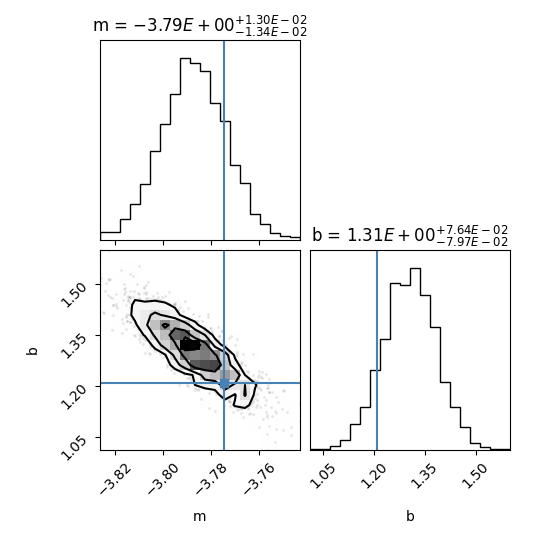 m = −3.79E + 00+1.30E − 02
−1.34E − 02
b = 1.31E + 00+7.64E − 02
−7.97E − 02
1.50
1.35
1.20
1.05
b
−3.82 −3.80 −3.78 −3.76
m
1.05 1.20 1.35 1.50
b